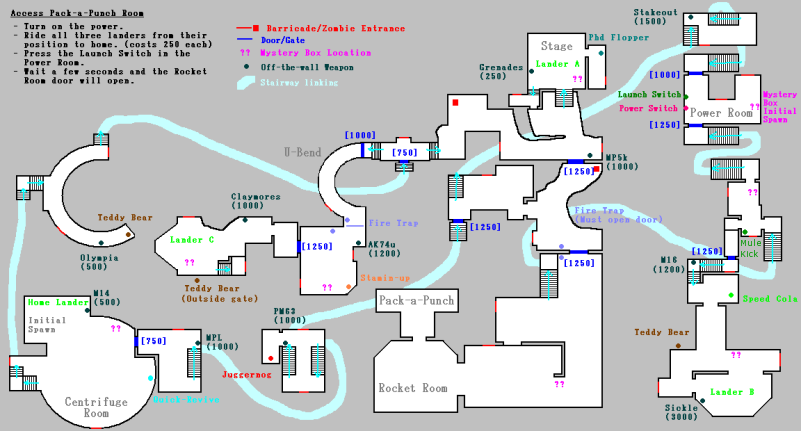 Access Pack-a-Punch Room
- Turn on the power.
- Ride all three landers from their
position to home. (costs 250 each)
- Press the Launch Switch in the
Power Room.
- Wait a few seconds and the Rocket
Room door will open.
Barricade/Zombie Entrance
Door/Gate
?? Mystery Box Location
Off-the-wall Weapon
Stairway linking
Stage
Lander A
??
Grenades
(250)
Phd Flopper
Stakeout
(1500)
[1000]
Launch Switch
Power Switch
[1250]
Power Room
??
Mystery
Box
Initial
Spawn
U-Bend
[1000]
[750]
MP5k
(1000)
[1250]
Teddy Bear
Olympia
(500)
Claymores
(1000)
Lander C
??
Teddy Bear
(Outside gate)
[1250]
Fire Trap
AK74u
(1200)
??
Stamin-up
[1250]
Fire Trap
(Must open door)
[1250]
??
Mule
Kick
M16
(1200)
[1250]
Speed Cola
Home Lander
M14
(500)
Initial
Spawn
??
[750]
MPL
(1000)
Centrifuge
Room
Quick-Revive
PM63
(1000)
Juggernog
Pack-a-Punch
Rocket Room
??
Teddy Bear
??
Lander B
Sickle
(3000)